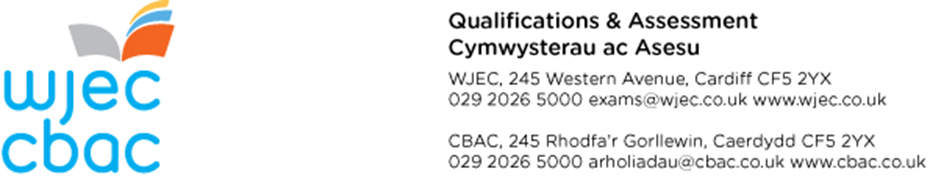 wjec
cbac
Qualifications & Assessment
Cymwysterau ac Asesu
WJEC, 245 Western Avenue, Cardiff CF5 2YX
029 2026 5000 exams@wjec.co.uk www.wjec.co.uk
CBAC, 245 Rhodfa'r Gorllewin, Caerdydd CF5 2YX
029 2026 5000 arholiadau@cbac.co.uk www.cbac.co.uk